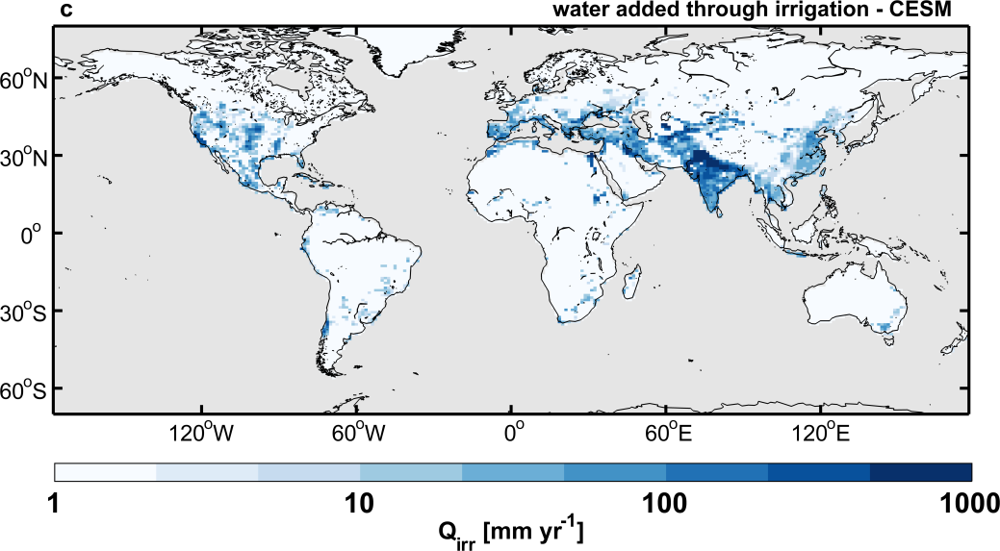 c water added through irrigation - CESM
60°N
30°N
0°
30°S
60°S
120°W 60°W 0° 60°E 120°E
1 10 100 1000
Qirr [mm yr-1]